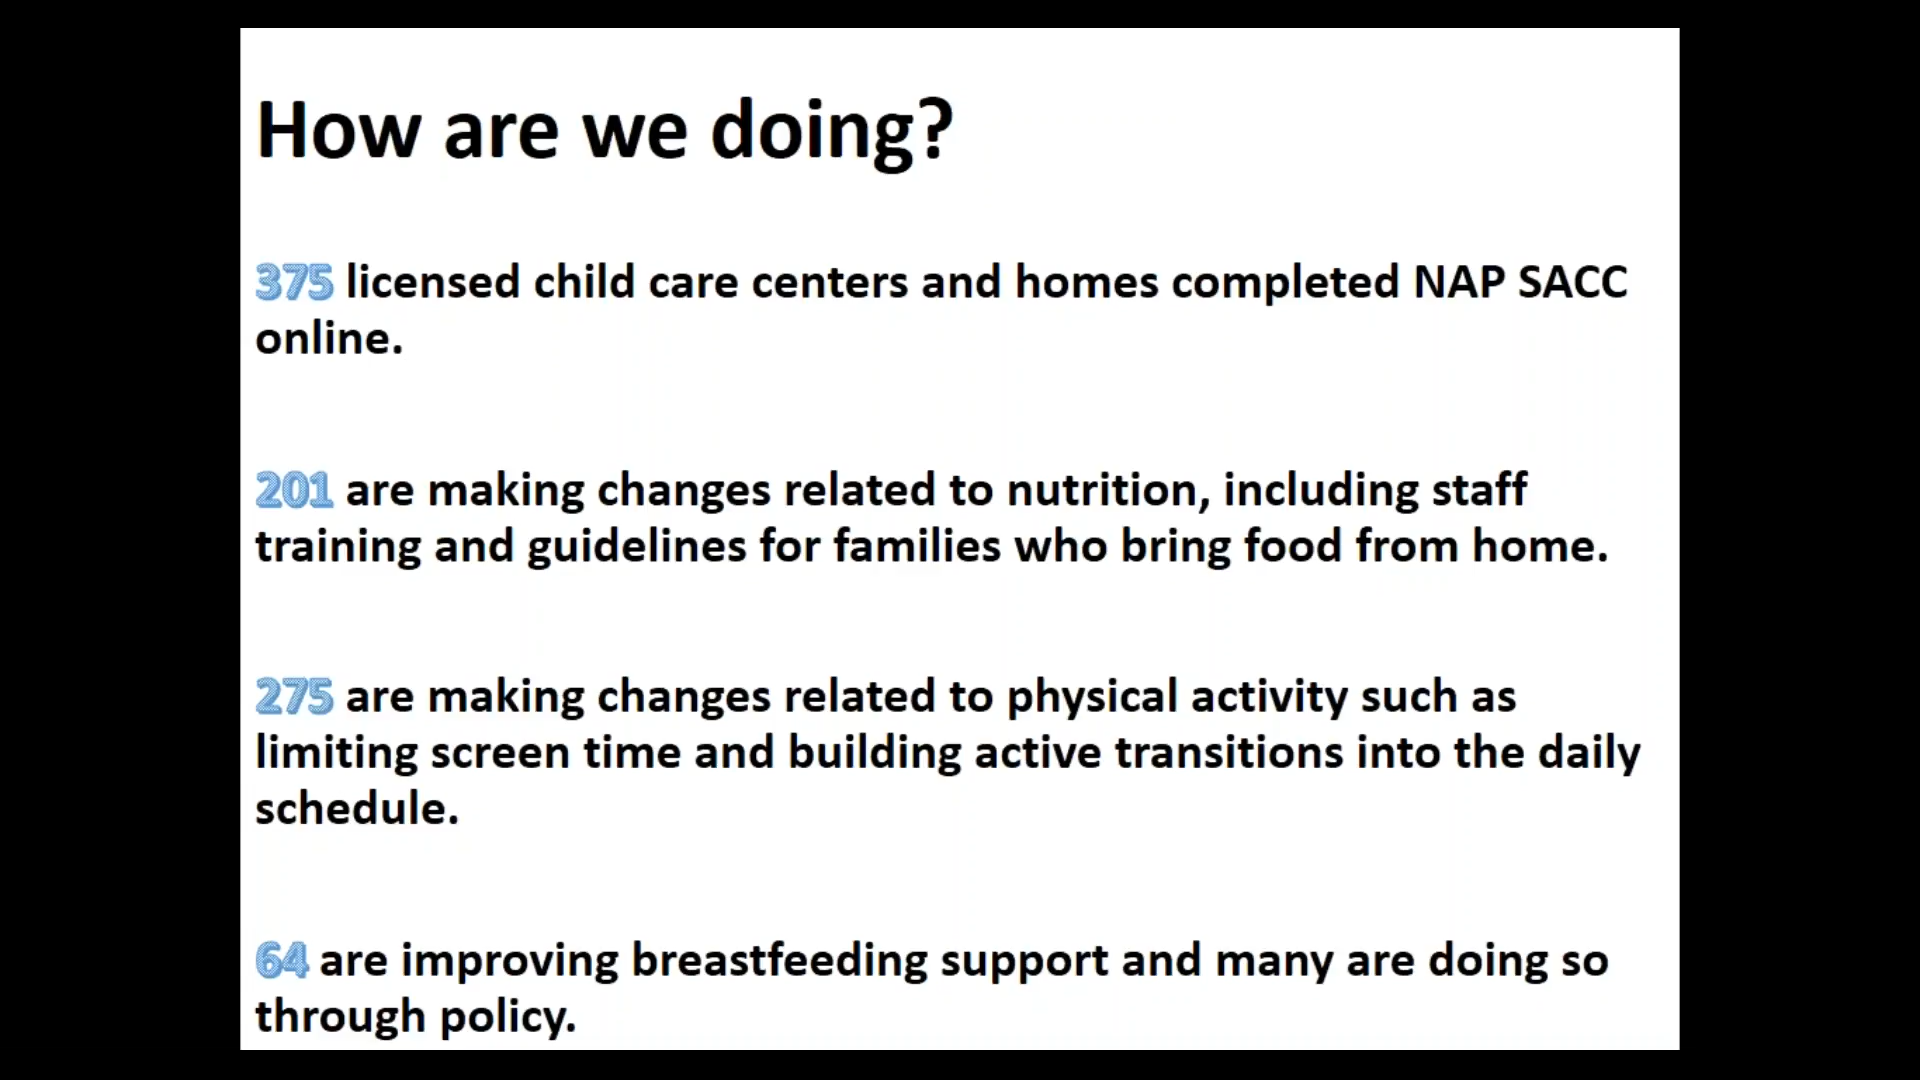 How are we doing?
375 licensed child care centers and homes completed NAP SACC
online.
201 are making changes related to nutrition, including staff
training and guidelines for families who bring food from home.
275 are making changes related to physical activity such as
limiting screen time and building active transitions into the daily
schedule.
64 are improving breastfeeding support and many are doing so
through policy.